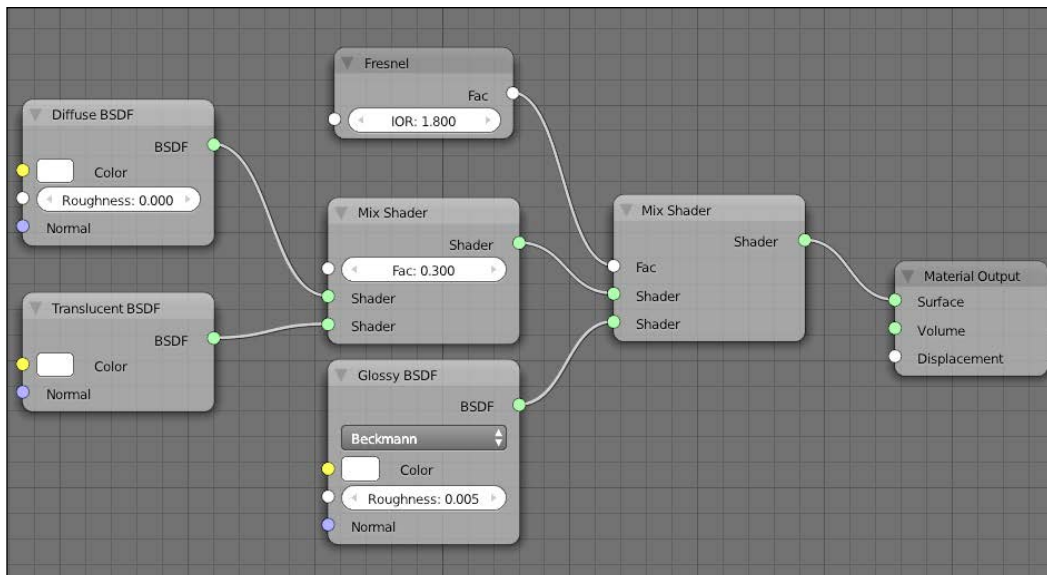 Fresnel
Fac
IOR: 1.800
Diffuse BSDF
BSDF
Color
Roughness: 0.000
Normal
Translucent BSDF
BSDF
Color
Normal
Mix Shader
Shader
Fac: 0.300
Shader
Shader
Glossy BSDF
BSDF
Beckmann
Color
Roughness: 0.005
Normal
Mix Shader
Shader
Fac
Shader
Shader
Material Output
Surface
Volume
Displacement